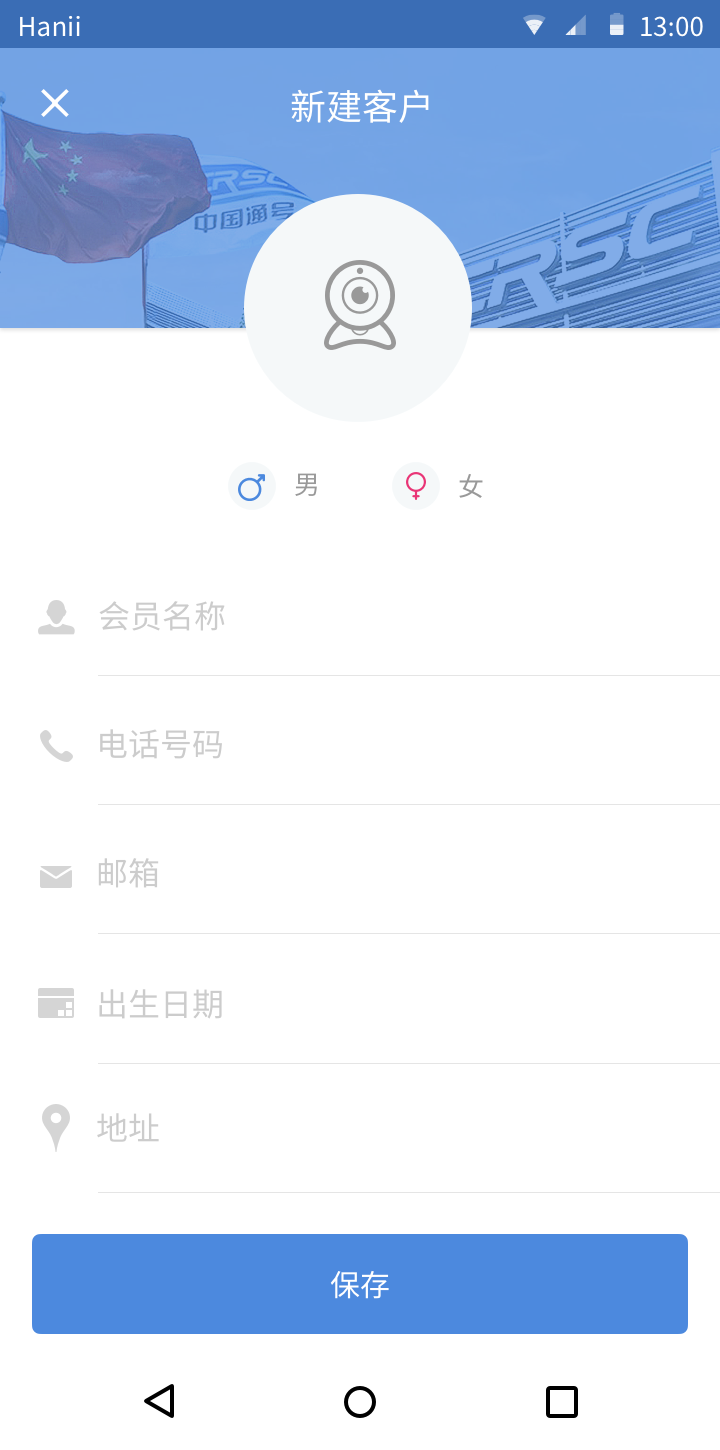 Hanii 13:00
新建客户
RSC
中国通号
CRSC
男 女
会员名称
电话号码
邮箱
出生日期
地址
保存